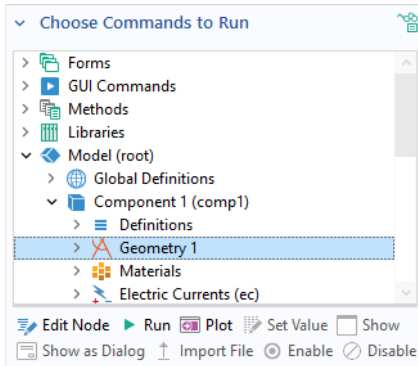 Choose Commands to Run
Forms
GUI Commands
Methods
Libraries
Model (root)
Global Definitions
Component 1 (comp1)
Definitions
Geometry 1
Materials
Electric Currents (ec)
Edit Node Run Plot Set Value Show
Show as Dialog Import File Enable Disable